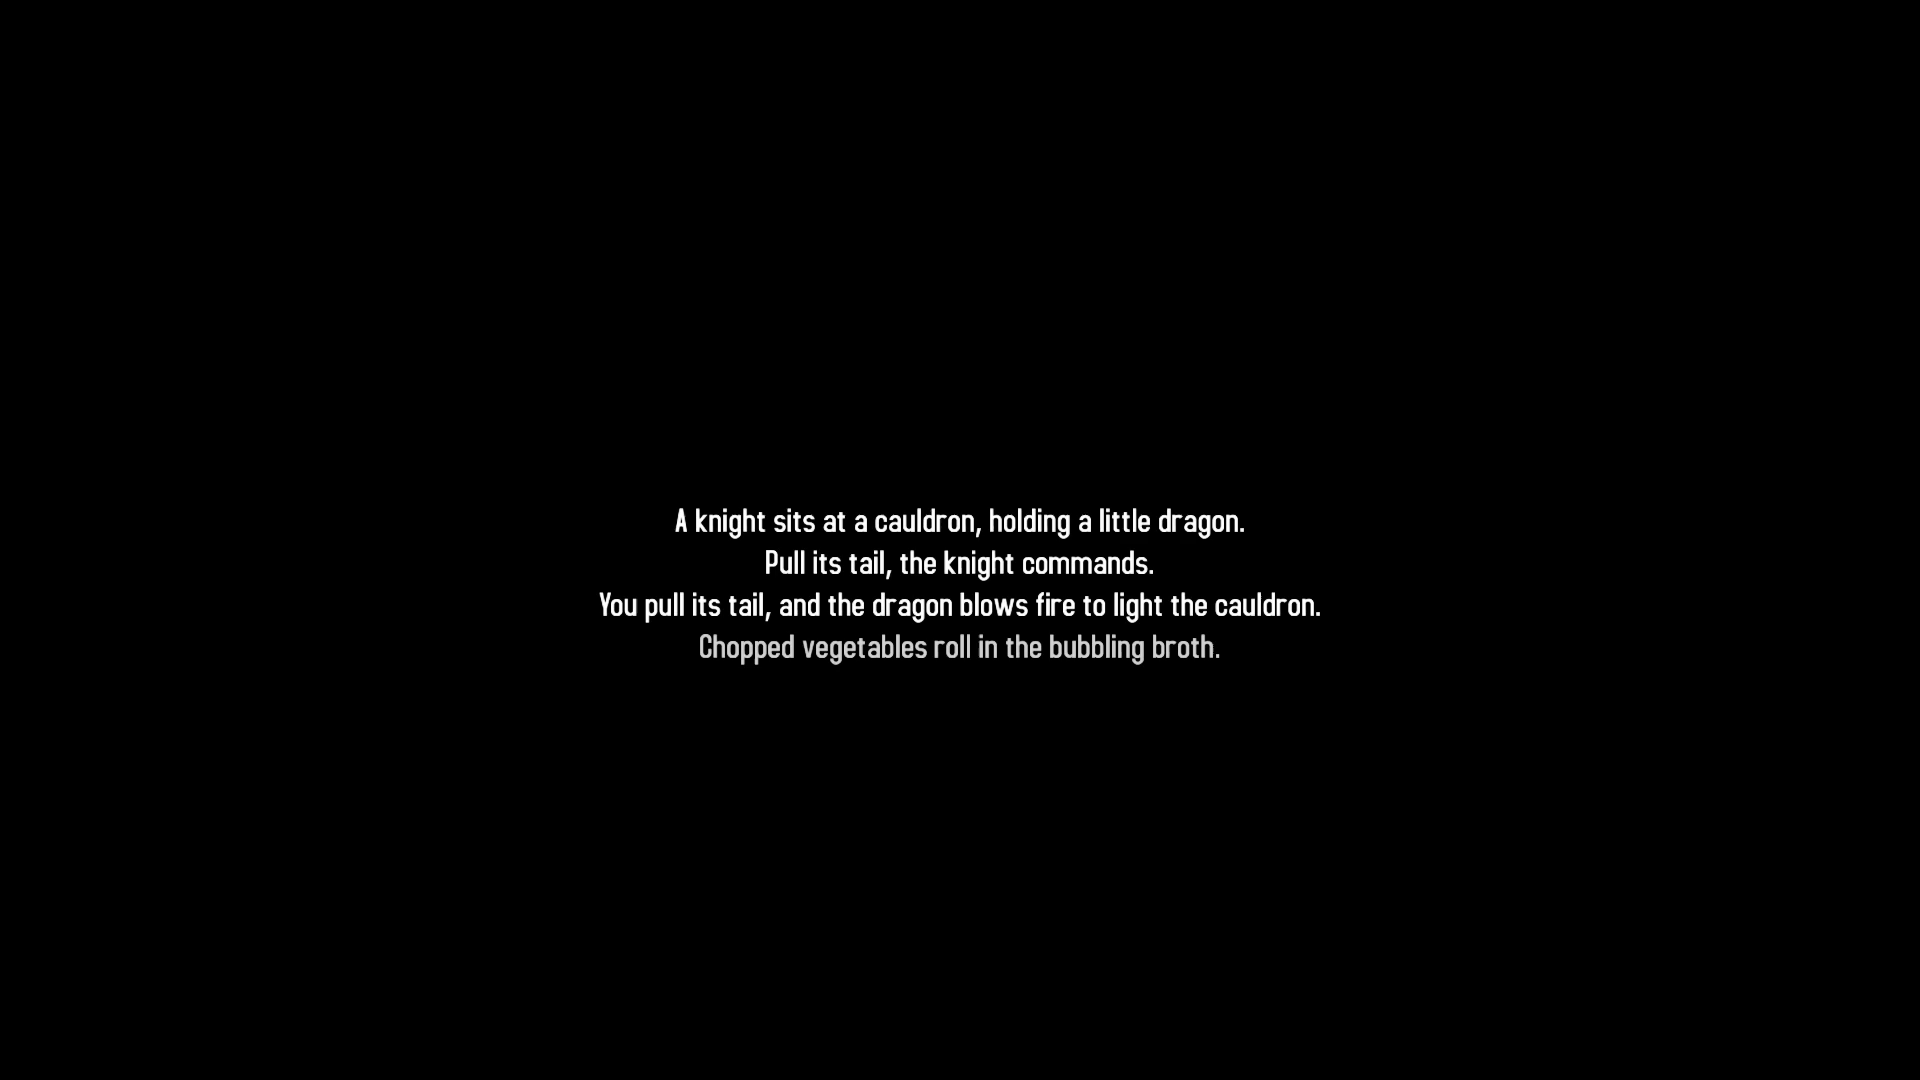 A knight sits at a cauldron, holding a little dragon.
Pull its tail, the knight commands.
You pull its tail, and the dragon blows fire to light the cauldron.
Chopped vegetables roll in the bubbling broth.